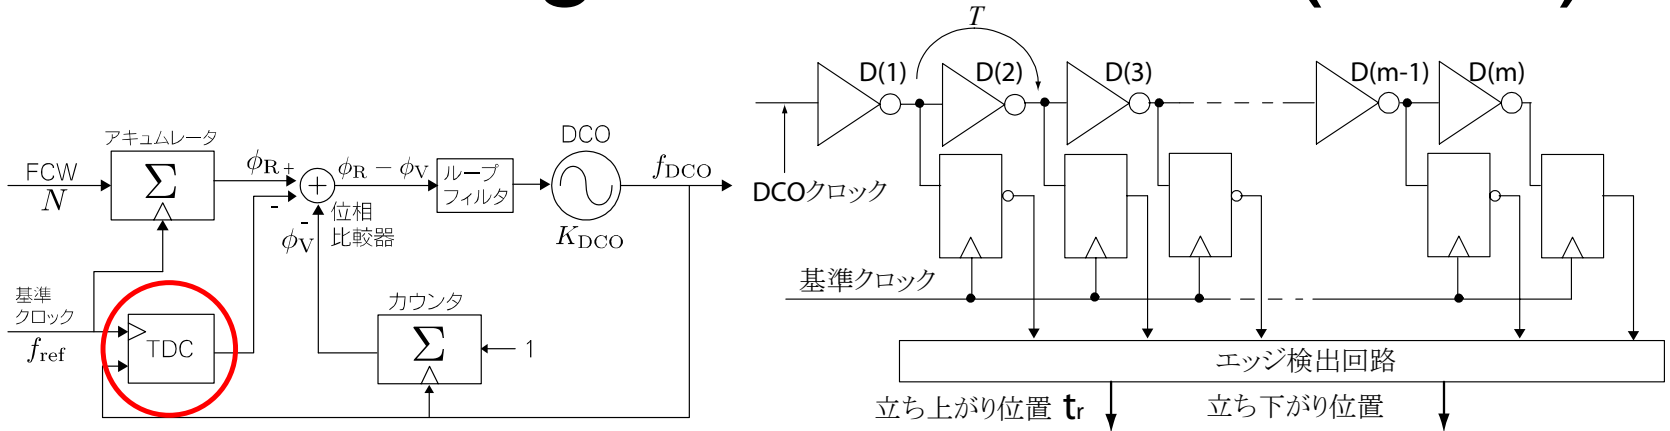 アキュムレータ
FCW
N
Σ
ϕR
+
-
+
-
ϕR − ϕV
位相
比較器
ϕV
ループ
フィルタ
DCO
KDCO
fDCO
基準
クロック
fref
TDC
カウンタ
Σ
1
T
D(1)
D(2)
D(3)
D(m-1)
D(m)
DCOクロック
基準クロック
エッジ検出回路
立ち上がり位置 tr
立ち下がり位置